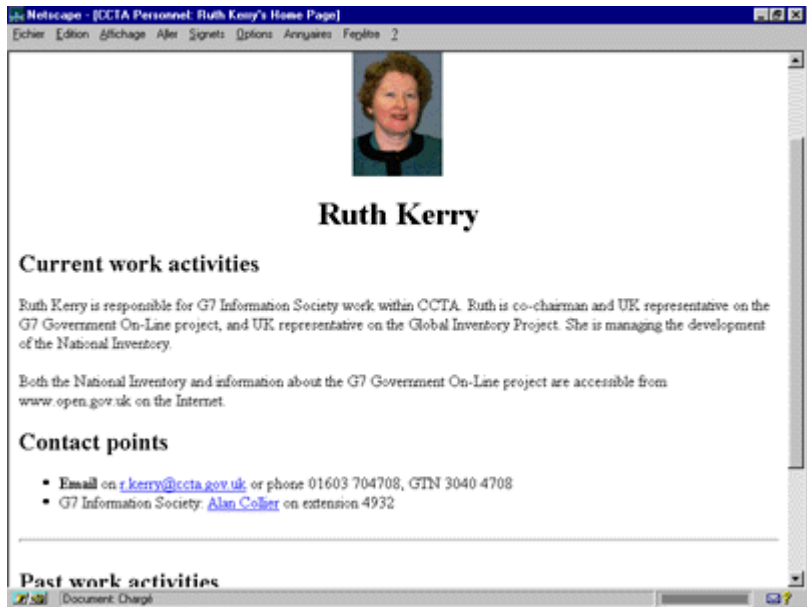 Netscape - [CCTA Personnel: Ruth Kerry's Home Page]
Fichier Edition Affichage Aller Signets Options Annuaires Fenêtre ?
Ruth Kerry
Current work activities
Ruth Kerry is responsible for G7 Information Society work within CCTA. Ruth is co-chairman and UK representative on the
G7 Government On-Line project, and UK representative on the Global Inventory Project. She is managing the development
of the National Inventory.
Both the National Inventory and information about the G7 Government On-Line project are accessible from
www.open.gov.uk on the Internet.
Contact points
• Email on r.kerry@ccta.gov.uk or phone 01603 704708, GTN 3040 4708
• G7 Information Society: Alan Collier on extension 4932
Past work activities
Document: Chargé